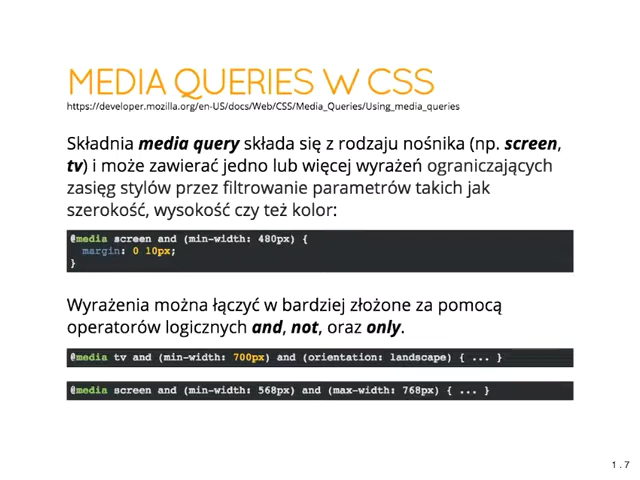 MEDIA QUERIES W CSS
https://developer.mozilla.org/en-US/docs/Web/CSS/Media_Queries/Using_media_queries
Składnia media query składa się z rodzaju nośnika (np. screen,
tv) i może zawierać jedno lub więcej wyrażeń ograniczających
zasięg stylów przez filtrowanie parametrów takich jak
szerokość, wysokość czy też kolor:
@media screen and (min-width: 480px) {
  margin: 0 10px;
}
Wyrażenia można łączyć w bardziej złożone za pomocą
operatorów logicznych and, not, oraz only.
@media tv and (min-width: 700px) and (orientation: landscape) { ... }
@media screen and (min-width: 568px) and (max-width: 768px) { ... }
1 . 7